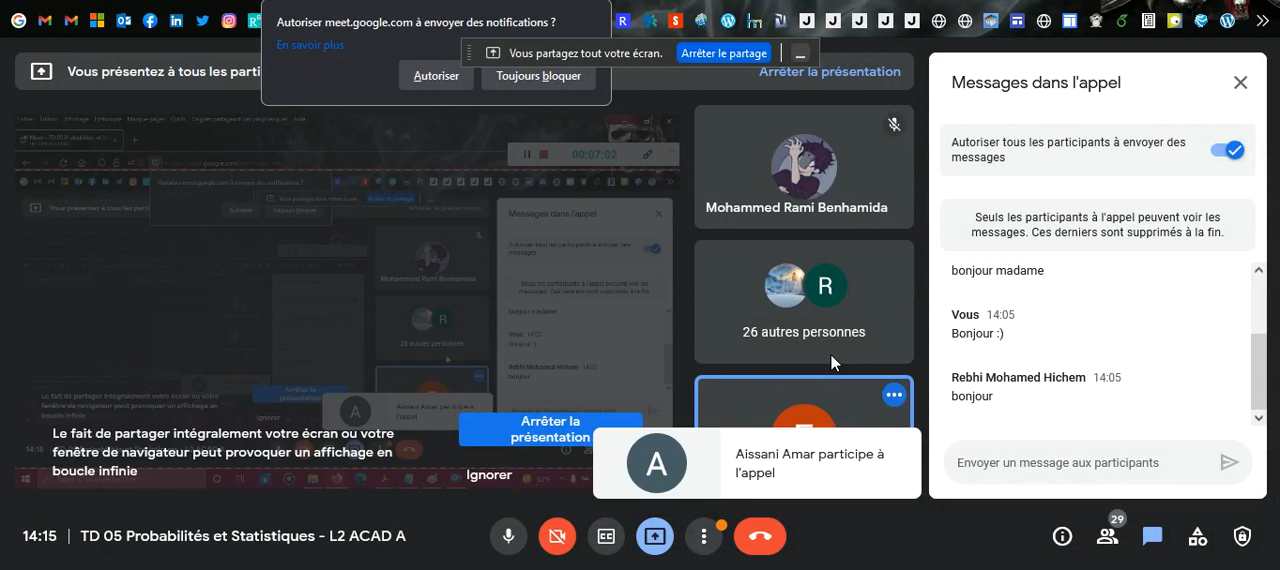 Autoriser meet.google.com à envoyer des notifications ?
En savoir plus
Autoriser
Toujours bloquer
Vous partagez tout votre écran.
Arrêter le partage
Vous présentez à tous les parti
Arrêter la présentation
00:07:02
Messages dans l'appel
Autoriser tous les participants à envoyer des
messages
Seuls les participants à l'appel peuvent voir les
messages. Ces derniers sont supprimés à la fin.
bonjour madame
Vous 14:05
Bonjour :)
Rebhi Mohamed Hichem 14:05
bonjour
Envoyer un message aux participants
Mohammed Rami Benhamida
R
26 autres personnes
Le fait de partager intégralement votre écran ou votre
fenêtre de navigateur peut provoquer un affichage en
boucle infinie
Arrêter la
présentation
Ignorer
A
Aissani Amar participe à
l'appel
14:15 | TD 05 Probabilités et Statistiques - L2 ACAD A
29